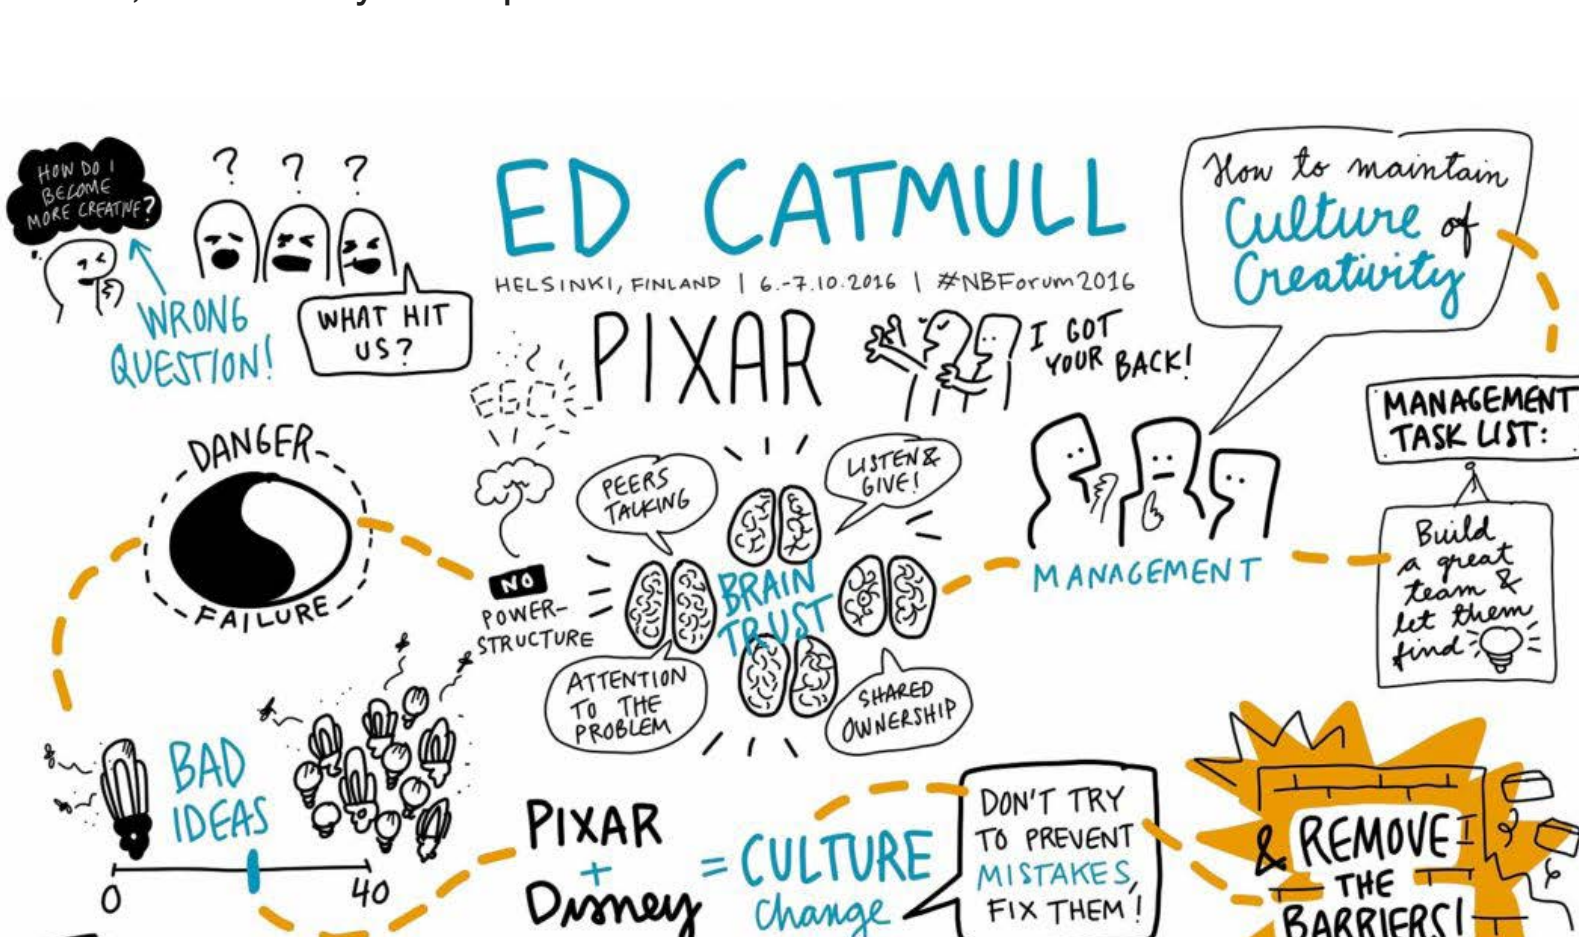 HOW DO I
BECOME
MORE CREATIVE?
WRONG
QUESTION!
? ? ?
WHAT HIT
US?
ED CATMULL
HELSINKI, FINLAND | 6.-7.10.2016 | #NBForum2016
PIXAR
I GOT
YOUR BACK!
How to maintain
Culture of
Creativity
MANAGEMENT
TASK LIST:
Build
a great
team &
let them
find
MANAGEMENT
DANGER
FAILURE
EGO
NO
POWER-
STRUCTURE
PEERS
TALKING
LISTEN &
GIVE!
BRAIN
TRUST
ATTENTION
TO THE
PROBLEM
SHARED
OWNERSHIP
BAD
IDEAS
0 40
PIXAR
+
Disney
= CULTURE
change
DON'T TRY
TO PREVENT
MISTAKES,
FIX THEM!
& REMOVE
THE
BARRIERS!